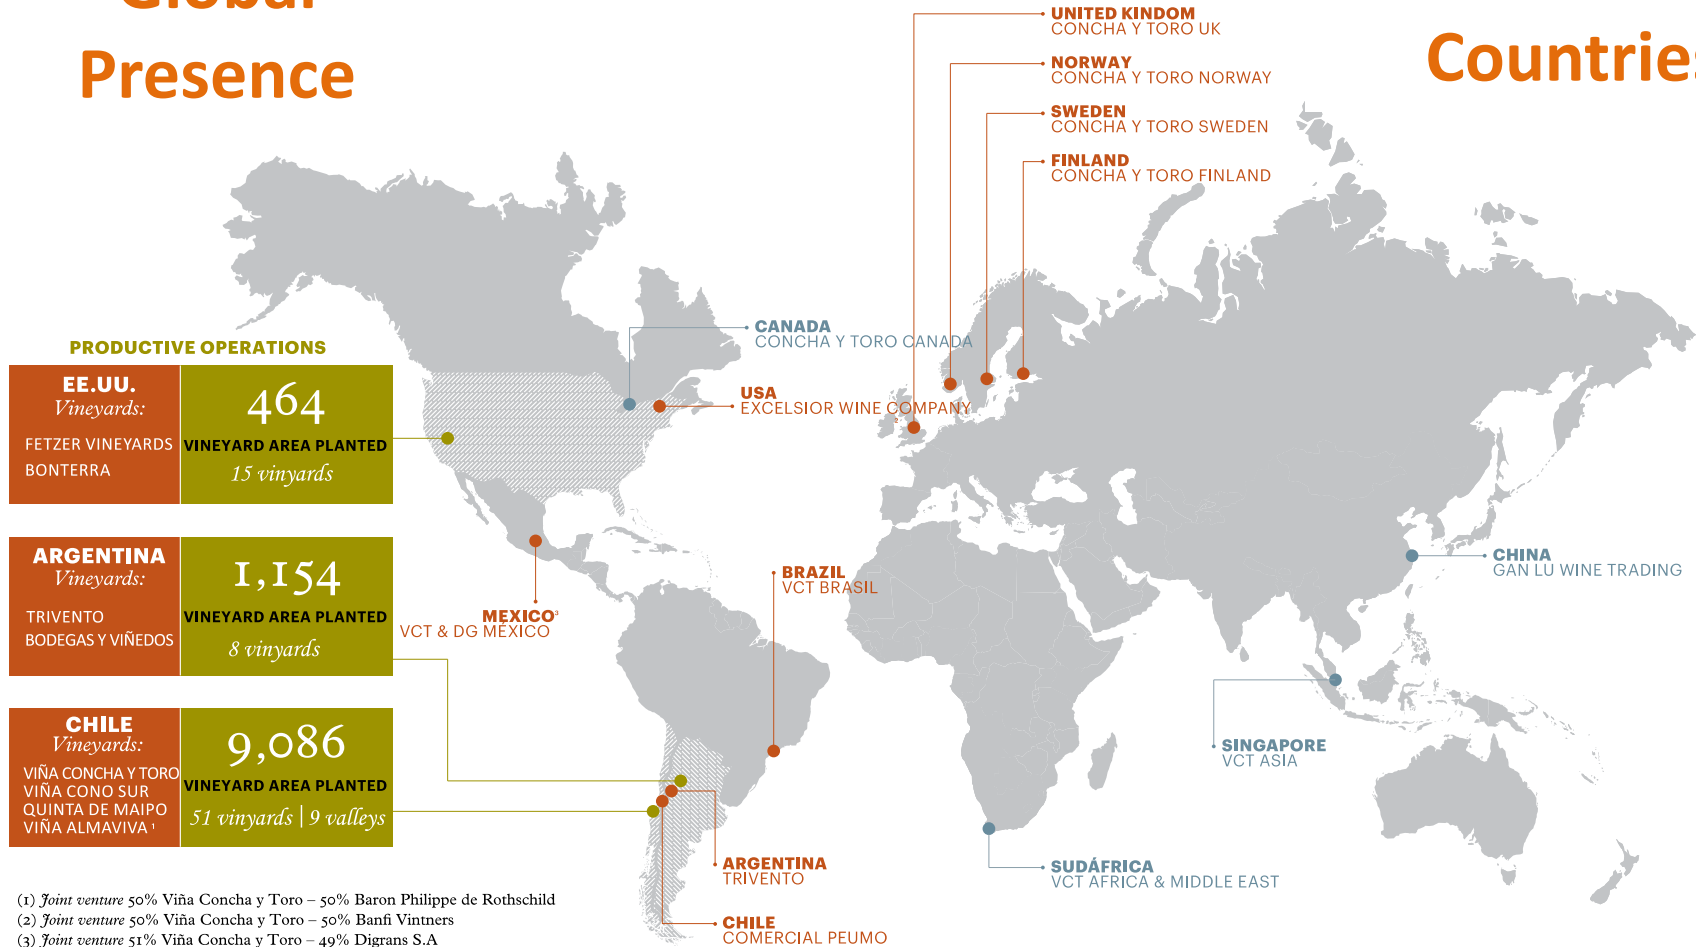 Global
Presence
Countries
UNITED KINDOM
CONCHA Y TORO UK
NORWAY
CONCHA Y TORO NORWAY
SWEDEN
CONCHA Y TORO SWEDEN
FINLAND
CONCHA Y TORO FINLAND
CANADA
CONCHA Y TORO CANADA
USA
EXCELSIOR WINE COMPANY
2
PRODUCTIVE OPERATIONS
EE.UU.
Vineyards:
FETZER VINEYARDS
BONTERRA
464
VINEYARD AREA PLANTED
15 vinyards
ARGENTINA
Vineyards:
TRIVENTO
BODEGAS Y VIÑEDOS
1,154
VINEYARD AREA PLANTED
8 vinyards
CHILE
Vineyards:
VIÑA CONCHA Y TORO
VIÑA CONO SUR
QUINTA DE MAIPO
VIÑA ALMAVIVA ¹
9,086
VINEYARD AREA PLANTED
51 vinyards | 9 valleys
MEXICO³
VCT & DG MÉXICO
BRAZIL
VCT BRASIL
CHINA
GAN LU WINE TRADING
SINGAPORE
VCT ASIA
SUDÁFRICA
VCT AFRICA & MIDDLE EAST
ARGENTINA
TRIVENTO
CHILE
COMERCIAL PEUMO
(1) Joint venture 50% Viña Concha y Toro – 50% Baron Philippe de Rothschild
(2) Joint venture 50% Viña Concha y Toro – 50% Banfi Vintners
(3) Joint venture 51% Viña Concha y Toro – 49% Digrans S.A